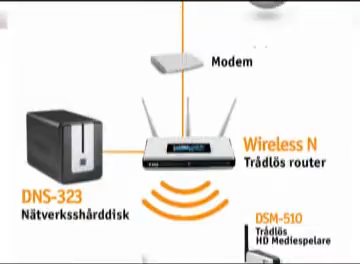 Modem
Wireless N
Trådlös router
DNS-323
Nätverkshårddisk
DSM-510
Trådlös
HD Mediespelare